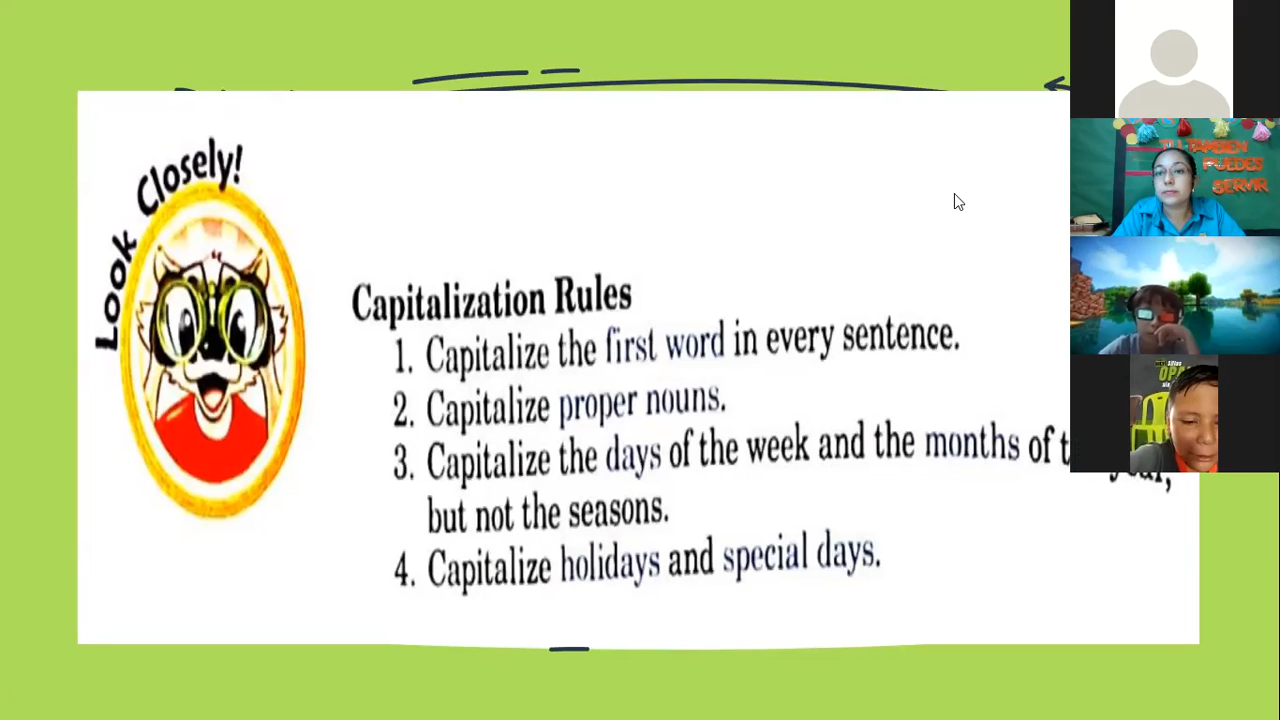 Look Closely!
Capitalization Rules
1. Capitalize the first word in every sentence.
2. Capitalize proper nouns.
3. Capitalize the days of the week and the months of
but not the seasons.
4. Capitalize holidays and special days.
TU TAMBIEN
PUEDES
SERVIR